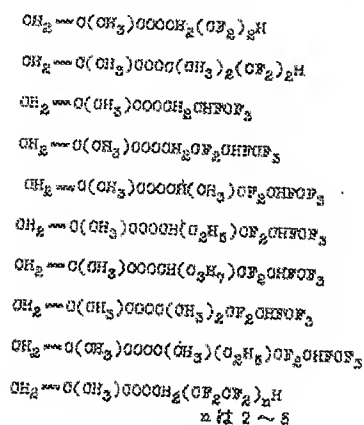 CH₂=C(CH₃)COOCH₂(CF₂)₂H
CH₂=C(CH₃)COOC(CH₃)₂(CF₂)₂H
CH₂=C(CH₃)COOCH₂CHFCF₃
CH₂=C(CH₃)COOCH₂CF₂CHFCF₃
CH₂=C(CH₃)COOCH(CH₃)CF₂CHFCF₃
CH₂=C(CH₃)COOCH(C₂H₅)CF₂CHFCF₃
CH₂=C(CH₃)COOCH(C₃H₇)CF₂CHFCF₃
CH₂=C(CH₃)COOC(CH₃)₂CF₂CHFCF₃
CH₂=C(CH₃)COOC(CH₃)(C₂H₅)CF₂CHFCF₃
CH₂=C(CH₃)COOCH₂(CF₂CF₂)ₙH
nは2~5